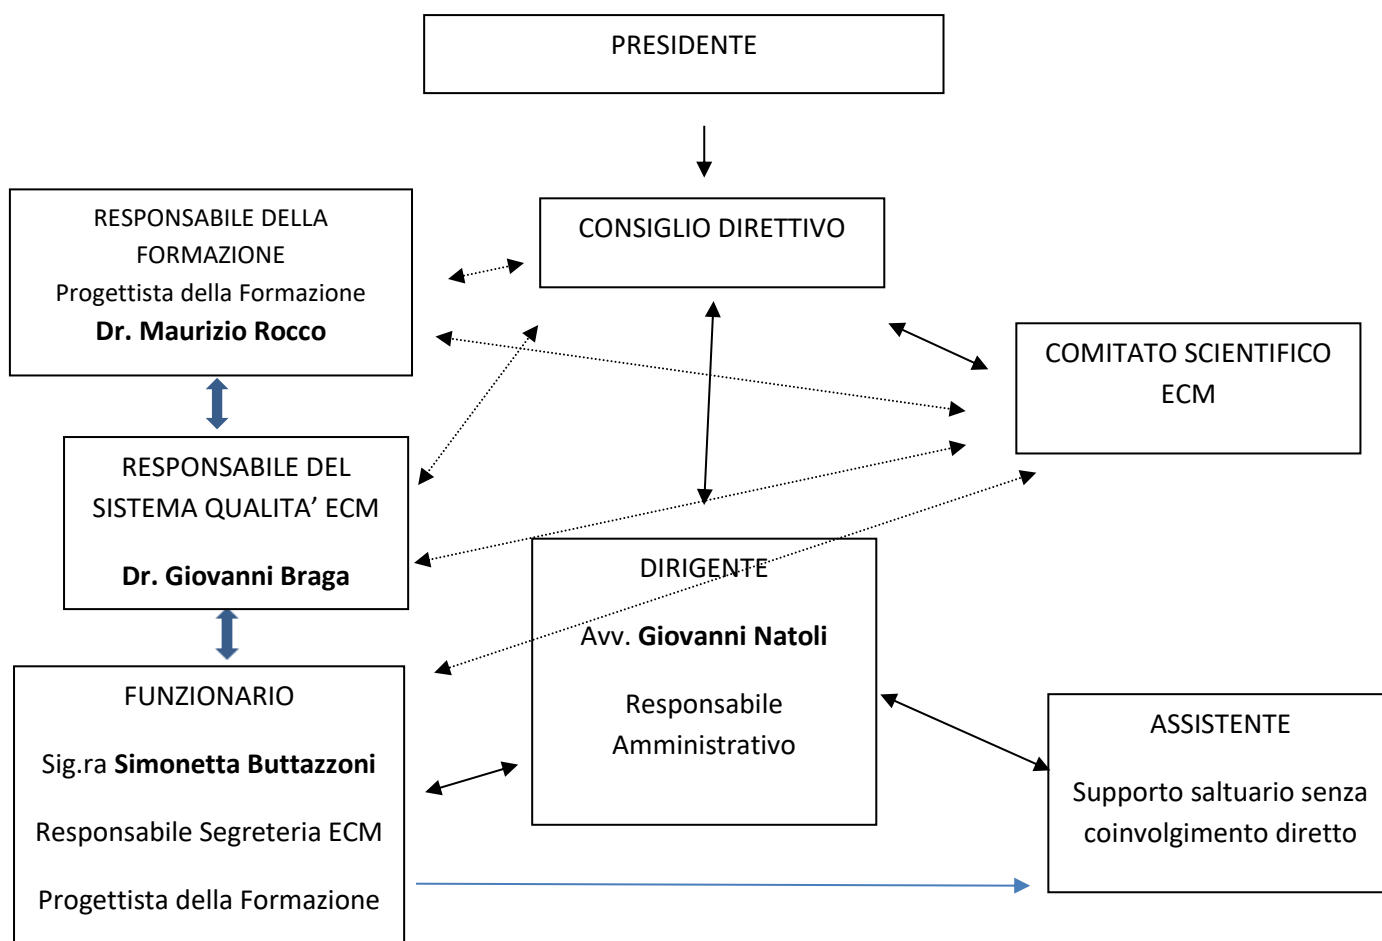 PRESIDENTE
RESPONSABILE DELLA
FORMAZIONE
Progettista della Formazione
Dr. Maurizio Rocco
CONSIGLIO DIRETTIVO
COMITATO SCIENTIFICO
ECM
RESPONSABILE DEL
SISTEMA QUALITA’ ECM
Dr. Giovanni Braga
DIRIGENTE
Avv. Giovanni Natoli
Responsabile
Amministrativo
FUNZIONARIO
Sig.ra Simonetta Buttazzoni
Responsabile Segreteria ECM
Progettista della Formazione
ASSISTENTE
Supporto saltuario senza
coinvolgimento diretto